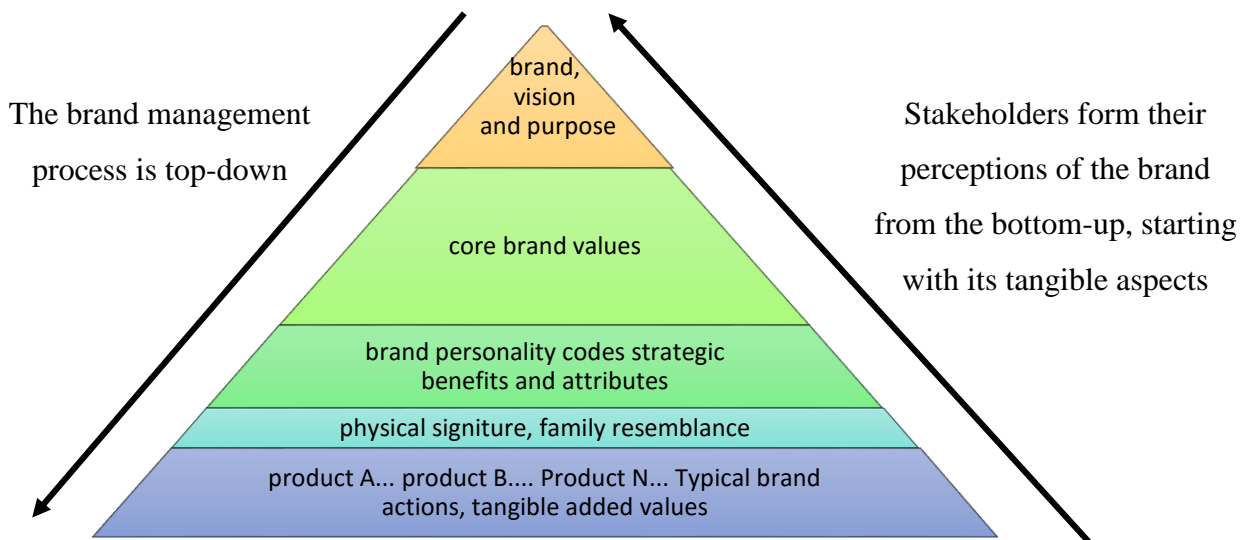 brand,
vision
and purpose
The brand management
process is top-down
Stakeholders form their
perceptions of the brand
from the bottom-up, starting
with its tangible aspects
core brand values
brand personality codes strategic
benefits and attributes
physical signiture, family resemblance
product A... product B.... Product N... Typical brand
actions, tangible added values